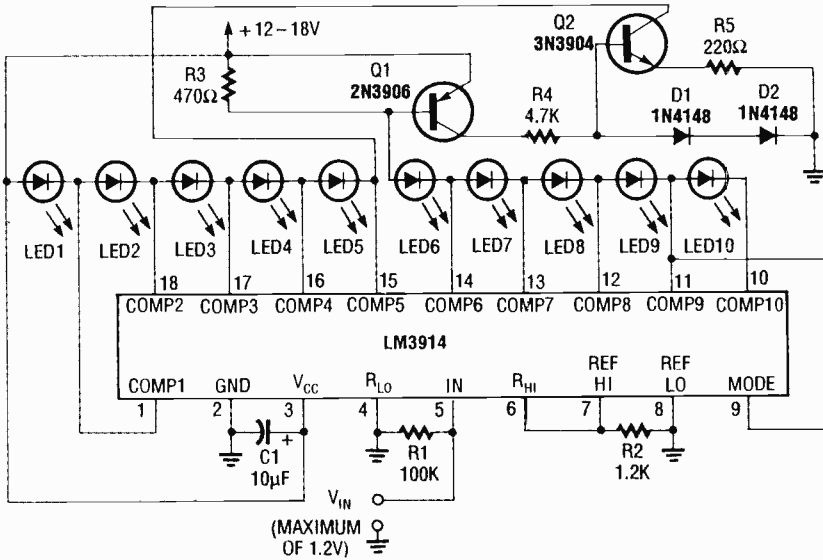 +12–18V
Q2
3N3904
R5
220Ω
Q1
2N3906
R3
470Ω
R4
4.7K
D1
1N4148
D2
1N4148
LED1
LED2
LED3
LED4
LED5
LED6
LED7
LED8
LED9
LED10
18
17
16
15
14
13
12
11
10
COMP2
COMP3
COMP4
COMP5
COMP6
COMP7
COMP8
COMP9
COMP10
LM3914
COMP1
GND
VCC
RLO
IN
RHI
REF
HI
REF
LO
MODE
1
2
3
4
5
6
7
8
9
+
C1
10µF
R1
100K
R2
1.2K
VIN
(MAXIMUM
OF 1.2V)